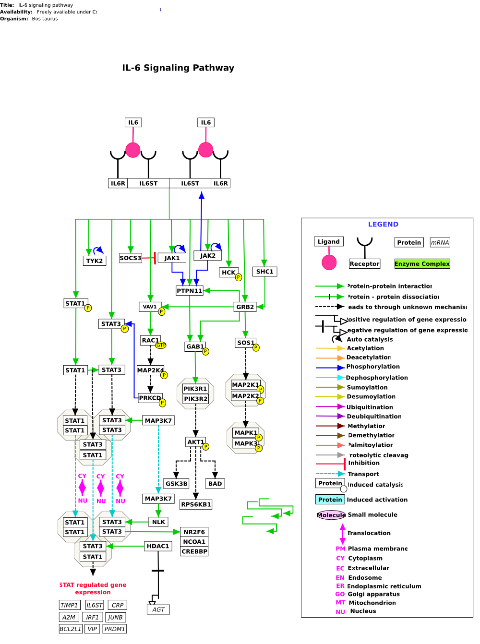 Title: IL-6 signaling pathway
Availability: Freely available under C
Organism: Bos taurus
IL-6 Signaling Pathway
IL6 IL6
IL6R IL6ST IL6ST IL6R
TYK2 SOCS3 JAK1 JAK2 HCK P SHC1
PTPN11
STAT1 P VAV1 P GRB2
STAT3 P RAC1 GAB1 P SOS1 P
STAT1 STAT3 MAP2K4 P
PRKCD P PIK3R1 PIK3R2 MAP2K1 P MAP2K2 P
STAT1 STAT3 MAP3K7
STAT1 STAT3 STAT3
STAT1
AKT1 P MAPK1 P MAPK3 P
CY CY CY
NU NU NU
GSK3B BAD
MAP3K7 RPS6KB1
STAT1 STAT3 NLK
STAT1 STAT3 NR2F6
STAT3 HDAC1 NCOA1
STAT1 CREBBP
STAT regulated gene
expression
TIMP1 IL6ST CRP
A2M IRF1 JUNB
BCL2L1 VIP PRDM1
AGT
LEGEND
Ligand Protein mRNA
Receptor Enzyme Complex
Protein-protein interaction
Protein - protein dissociation
Leads to through unknown mechanism
Positive regulation of gene expression
Negative regulation of gene expression
Auto catalysis
Acetylation
Deacetylation
Phosphorylation
Dephosphorylation
Sumoylation
Desumoylation
Ubiquitination
Deubiquitination
Methylation
Demethylation
Palmitoylation
Proteolytic cleavag
Inhibition
Transport
Protein Induced catalysis
Protein Induced activation
Molecule Small molecule
Translocation
PM Plasma membrane
CY Cytoplasm
EC Extracellular
EN Endosome
ER Endoplasmic reticulum
GO Golgi apparatus
MT Mitochondrion
NU Nucleus